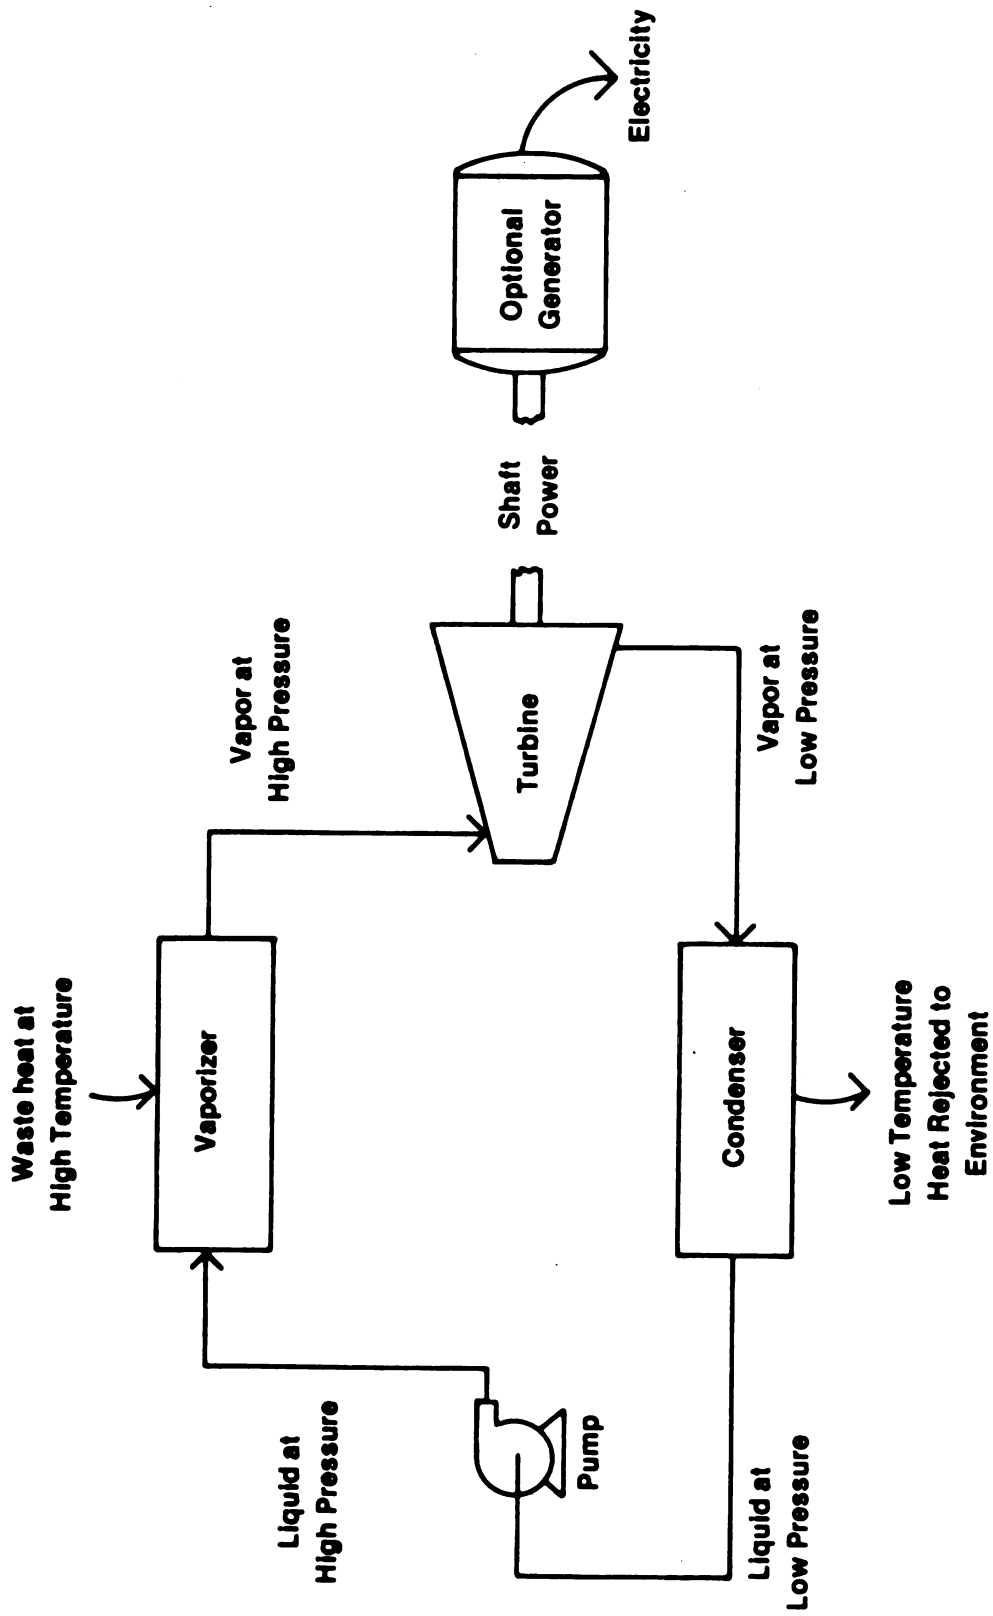 Waste heat at
High Temperature
Vaporizer
Liquid at
High Pressure
Vapor at
High Pressure
Pump
Turbine
Shaft
Power
Optional
Generator
Electricity
Liquid at
Low Pressure
Condenser
Vapor at
Low Pressure
Low Temperature
Heat Rejected to
Environment